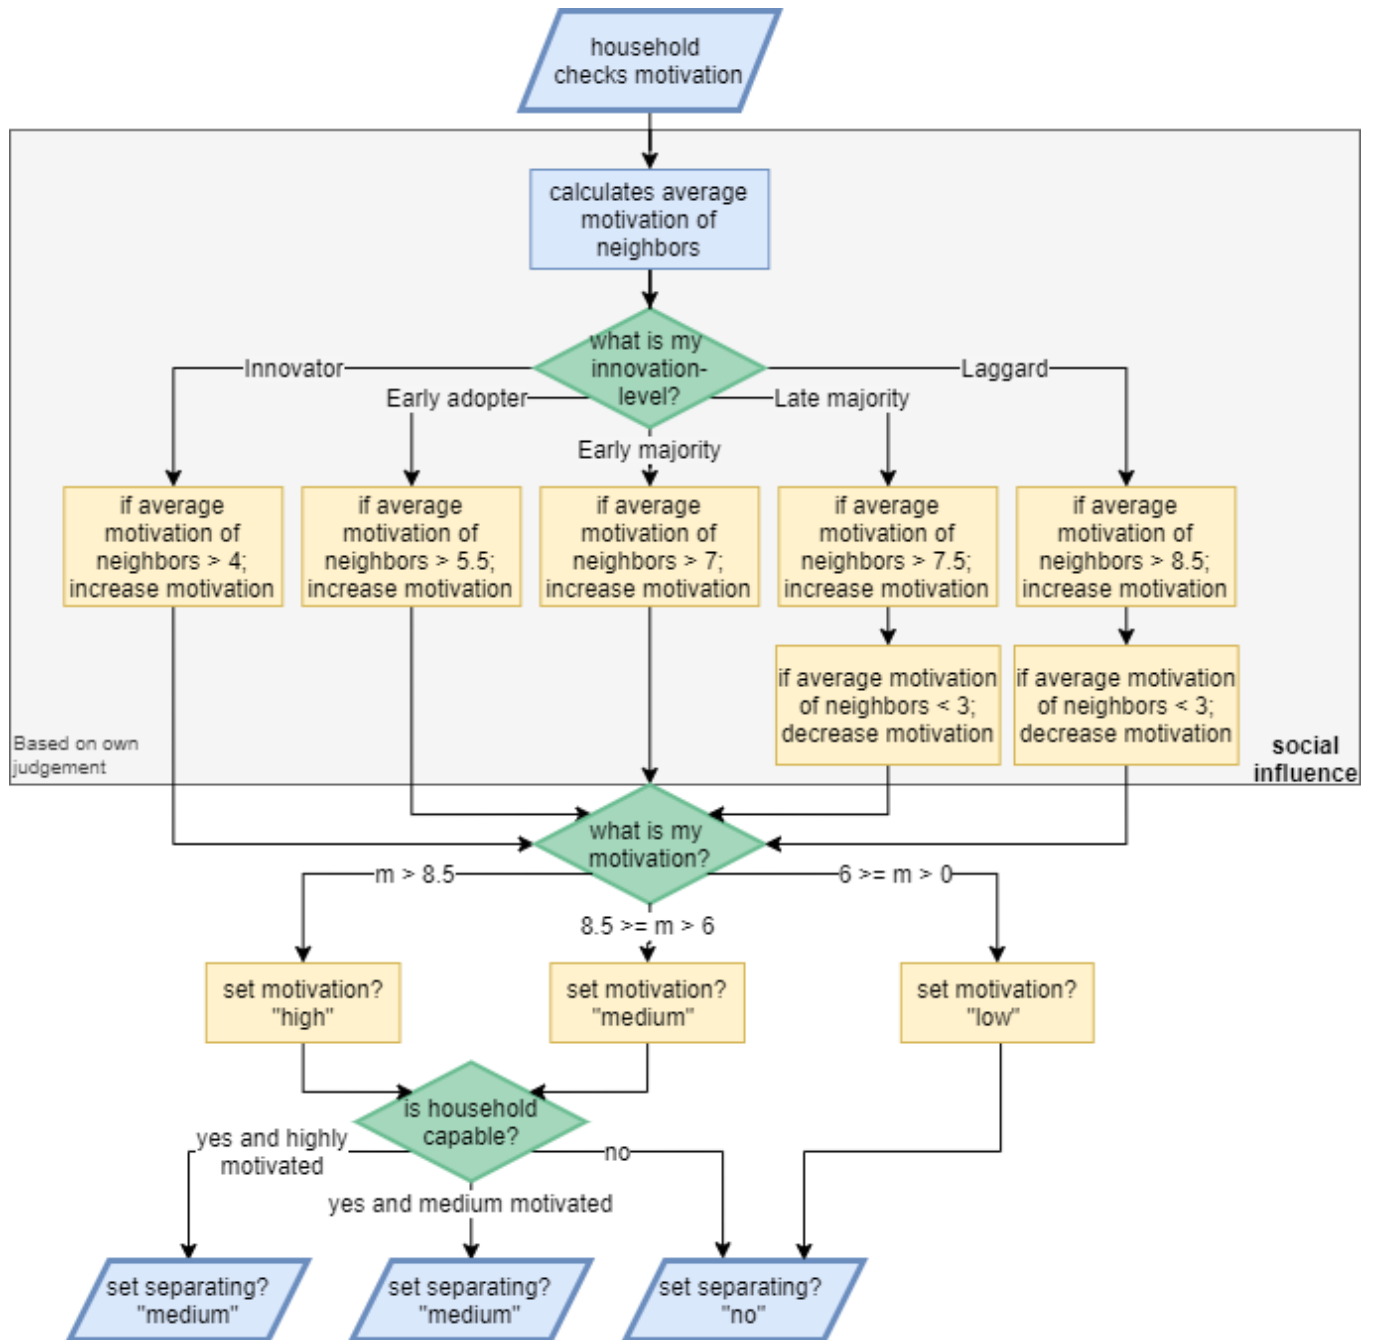 household
checks motivation
calculates average
motivation of
neighbors
what is my
innovation-
level?
Innovator
Laggard
Early adopter
Late majority
Early majority
if average
motivation of
neighbors > 4;
increase motivation
if average
motivation of
neighbors > 5.5;
increase motivation
if average
motivation of
neighbors > 7;
increase motivation
if average
motivation of
neighbors > 7.5;
increase motivation
if average
motivation of
neighbors > 8.5;
increase motivation
if average motivation
of neighbors < 3;
decrease motivation
if average motivation
of neighbors < 3;
decrease motivation
Based on own
judgement
social
influence
what is my
motivation?
m > 8.5
6 >= m > 0
8.5 >= m > 6
set motivation?
"high"
set motivation?
"medium"
set motivation?
"low"
is household
capable?
yes and highly
motivated
no
yes and medium motivated
set separating?
"medium"
set separating?
"medium"
set separating?
"no"